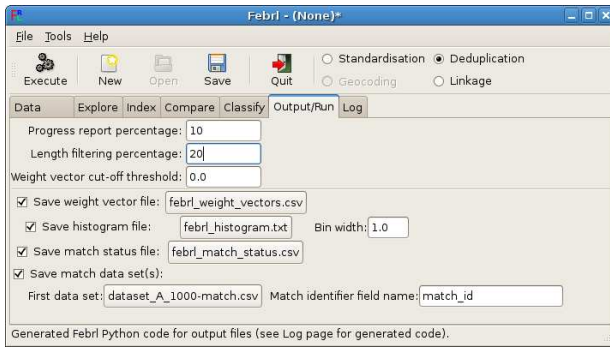 Febrl - (None)*
File Tools Help
Execute New Open Save Quit
Standardisation Deduplication
Geocoding Linkage
Data Explore Index Compare Classify Output/Run Log
Progress report percentage: 10
Length filtering percentage: 20
Weight vector cut-off threshold: 0.0
Save weight vector file: febrl_weight_vectors.csv
Save histogram file: febrl_histogram.txt Bin width: 1.0
Save match status file: febrl_match_status.csv
Save match data set(s):
First data set: dataset_A_1000-match.csv Match identifier field name: match_id
Generated Febrl Python code for output files (see Log page for generated code).